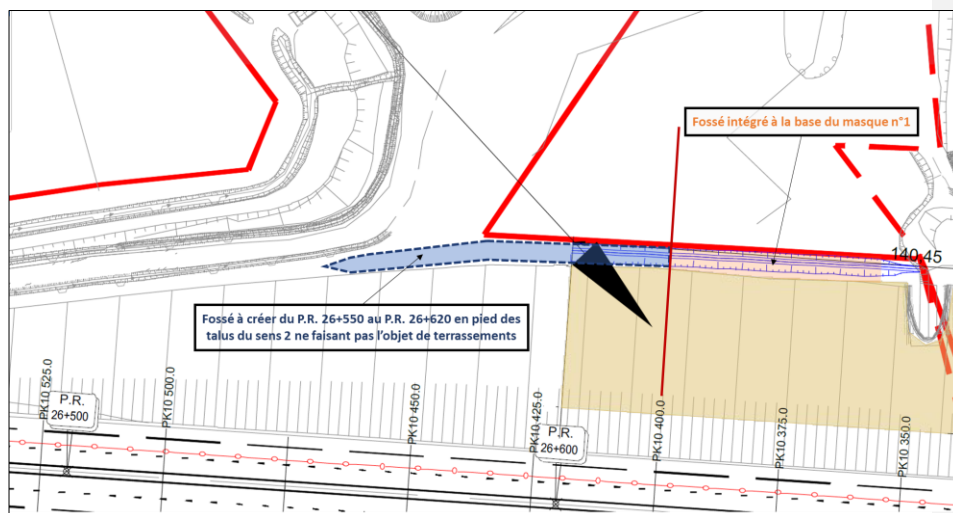 Fossé intégré à la base du masque n°1
140.45
Fossé à créer du P.R. 26+550 au P.R. 26+620 en pied des
talus du sens 2 ne faisant pas l'objet de terrassements
PK10 525.0
P.R.
26+500
PK10 500.0
PK10 450.0
PK10 425.0
P.R.
26+600
PK10 400.0
PK10 375.0
PK10 350.0